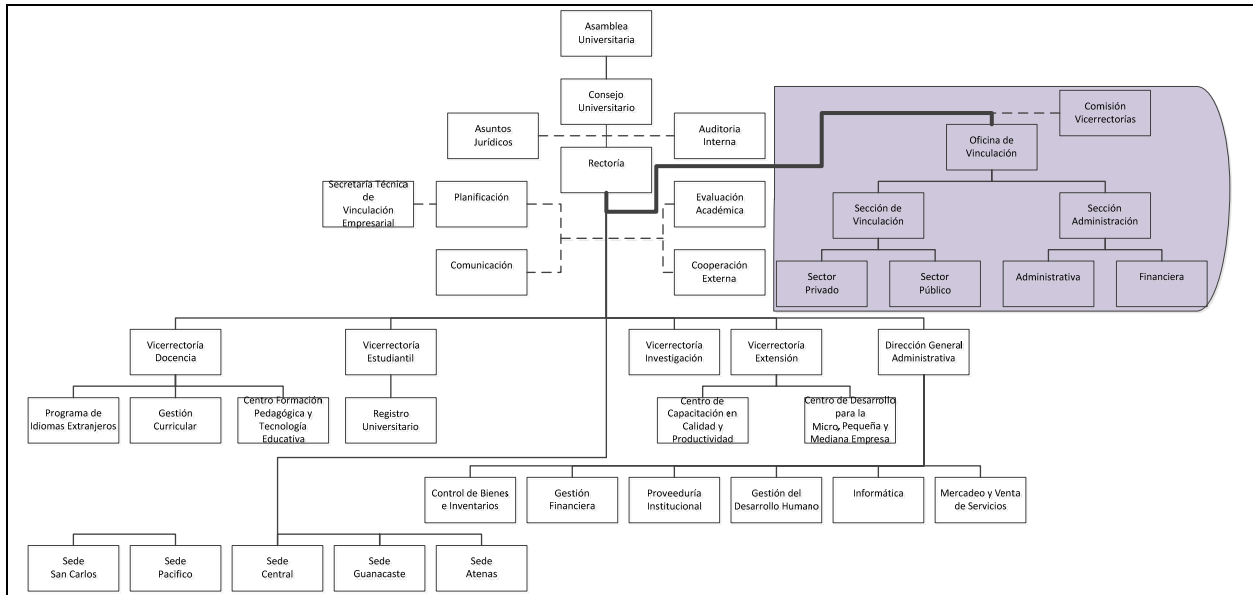 Asamblea
Universitaria
Consejo
Universitario
Comisión
Vicerrectorías
Asuntos
Jurídicos
Auditoria
Interna
Oficina de
Vinculación
Rectoría
Secretaría Técnica
de
Vinculación
Empresarial
Planificación
Evaluación
Académica
Sección de
Vinculación
Sección
Administración
Comunicación
Cooperación
Externa
Sector
Privado
Sector
Público
Administrativa
Financiera
Vicerrectoría
Docencia
Vicerrectoría
Estudiantil
Vicerrectoría
Investigación
Vicerrectoría
Extensión
Dirección General
Administrativa
Programa de
Idiomas Extranjeros
Gestión
Curricular
Centro Formación
Pedagógica y
Tecnología
Educativa
Registro
Universitario
Centro de
Capacitación en
Calidad y
Productividad
Centro de Desarrollo
para la
Micro, Pequeña y
Mediana Empresa
Control de Bienes
e Inventarios
Gestión
Financiera
Proveeduría
Institucional
Gestión del
Desarrollo Humano
Informática
Mercadeo y Venta
de Servicios
Sede
San Carlos
Sede
Pacifico
Sede
Central
Sede
Guanacaste
Sede
Atenas